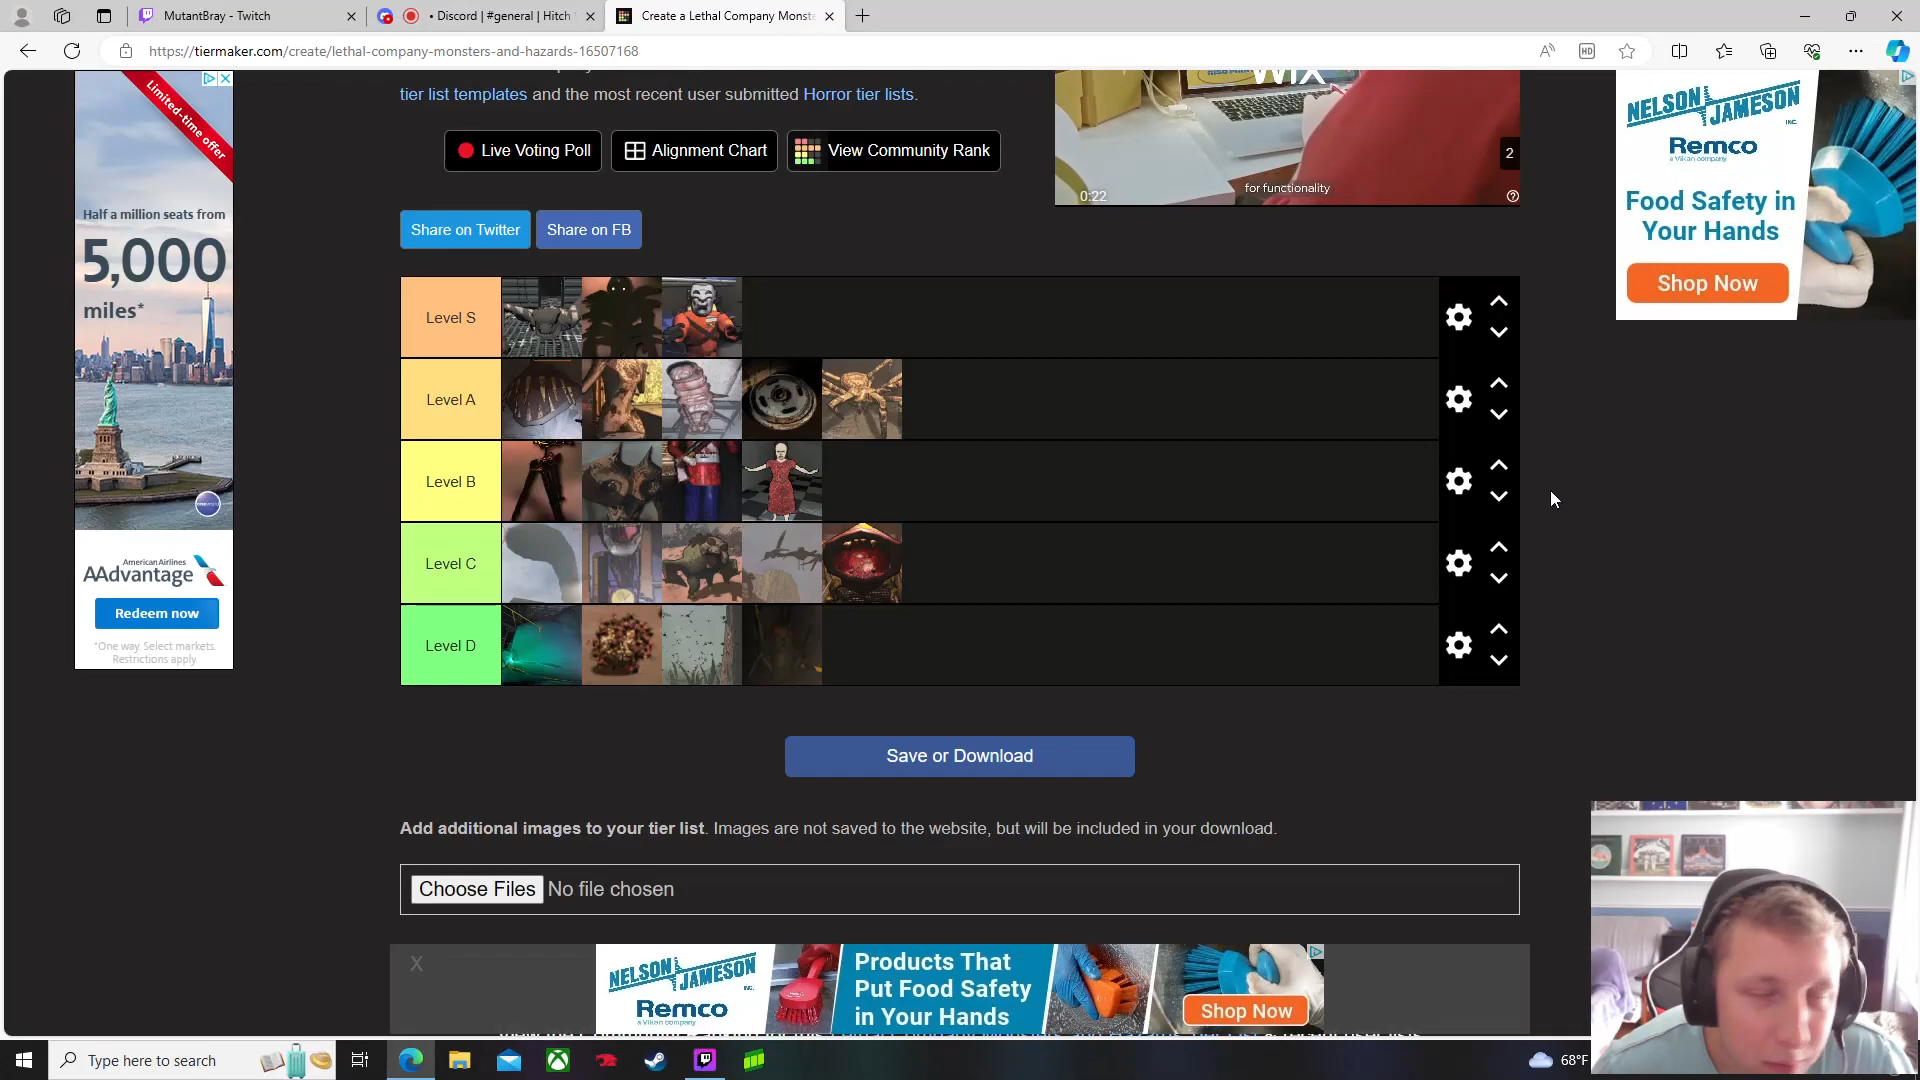 MutantBray - Twitch
• Discord | #general | Hitch
Create a Lethal Company Monst
https://tiermaker.com/create/lethal-company-monsters-and-hazards-16507168
HD
tier list templates and the most recent user submitted Horror tier lists.
Live Voting Poll
Alignment Chart
View Community Rank
Share on Twitter
Share on FB
WIX
0:22
for functionality
2
Limited-time offer
Half a million seats from
5,000
miles*
American Airlines
AAdvantage
Redeem now
*One way. Select markets.
Restrictions apply.
NELSON JAMESON INC.
Remco
a Vikan company
Food Safety in
Your Hands
Shop Now
Level S
Level A
Level B
Level C
Level D
Save or Download
Add additional images to your tier list. Images are not saved to the website, but will be included in your download.
Choose Files No file chosen
X
NELSON JAMESON
Remco
a Vikan company
Products That
Put Food Safety
in Your Hands
Shop Now
Type here to search
68°F